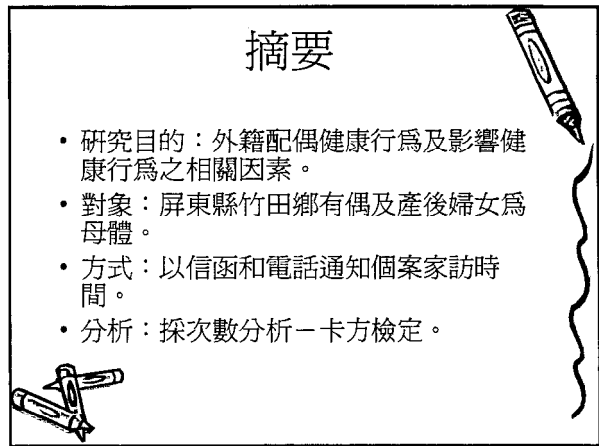 摘要
• 研究目的：外籍配偶健康行為及影響健
康行為之相關因素。
• 對象：屏東縣竹田鄉有偶及產後婦女為
母體。
• 方式：以信函和電話通知個案家訪時
間。
• 分析：採次數分析－卡方檢定。